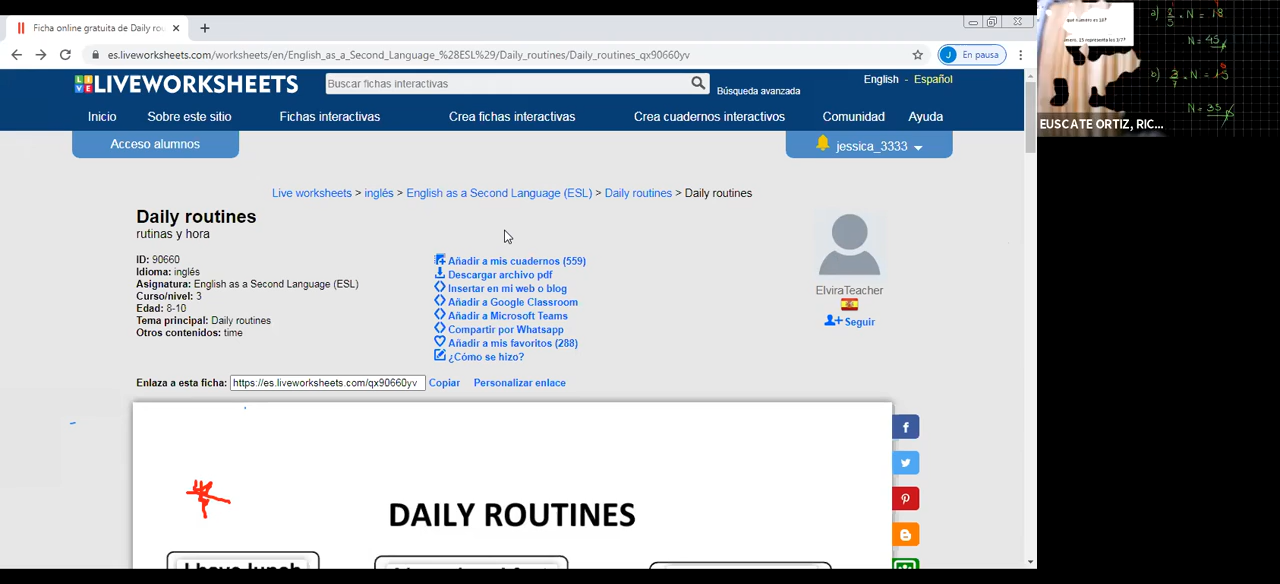 Ficha online gratuita de Daily rou
es.liveworksheets.com/worksheets/en/English_as_a_Second_Language_%28ESL%29/Daily_routines/Daily_routines_qx90660yv
J En pausa
LIVE LIVEWORKSHEETS
Buscar fichas interactivas
Búsqueda avanzada
English - Español
Inicio Sobre este sitio Fichas interactivas Crea fichas interactivas Crea cuadernos interactivos Comunidad Ayuda
Acceso alumnos
jessica_3333
Live worksheets > inglés > English as a Second Language (ESL) > Daily routines > Daily routines
Daily routines
rutinas y hora
ID: 90660
Idioma: inglés
Asignatura: English as a Second Language (ESL)
Curso/nivel: 3
Edad: 8-10
Tema principal: Daily routines
Otros contenidos: time
Añadir a mis cuadernos (559)
Descargar archivo pdf
Insertar en mi web o blog
Añadir a Google Classroom
Añadir a Microsoft Teams
Compartir por Whatsapp
Añadir a mis favoritos (288)
¿Cómo se hizo?
ElviraTeacher
Seguir
Enlaza a esta ficha: https://es.liveworksheets.com/qx90660yv Copiar Personalizar enlace
DAILY ROUTINES
I have lunch
EUSCATE ORTIZ, RIC...
a) 2/5 x N = 18
N = 45
b) 3/7 x N = 15
N = 35